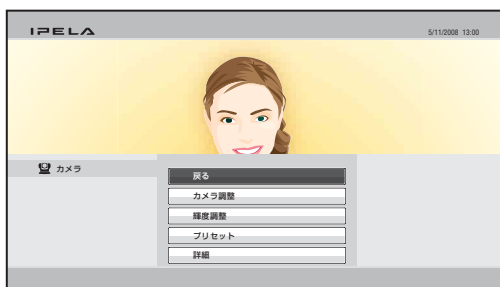 IPELA
5/11/2008 13:00
カメラ
戻る
カメラ調整
輝度調整
プリセット
詳細